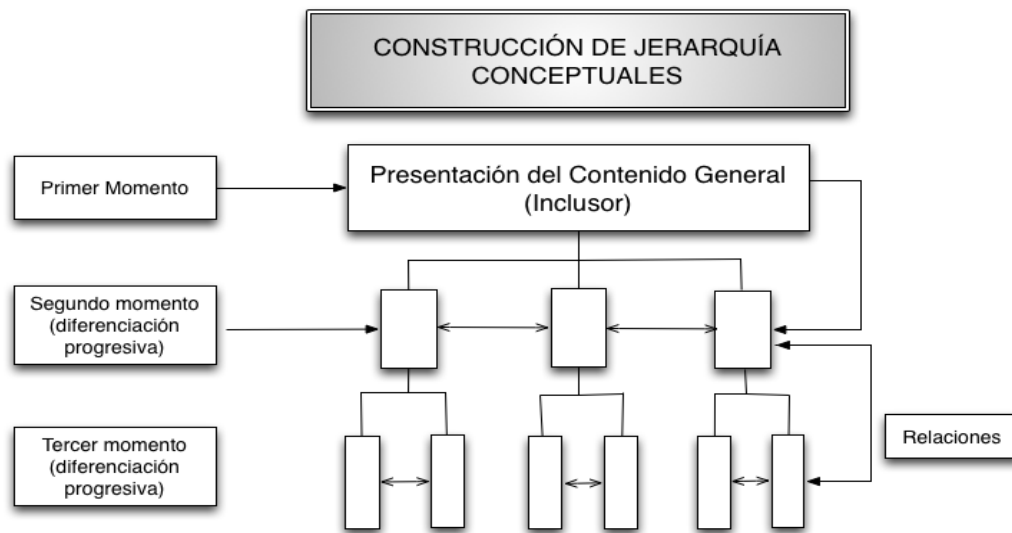 CONSTRUCCIÓN DE JERARQUÍA
CONCEPTUALES
Primer Momento
Presentación del Contenido General
(Inclusor)
Segundo momento
(diferenciación
progresiva)
Tercer momento
(diferenciación
progresiva)
Relaciones